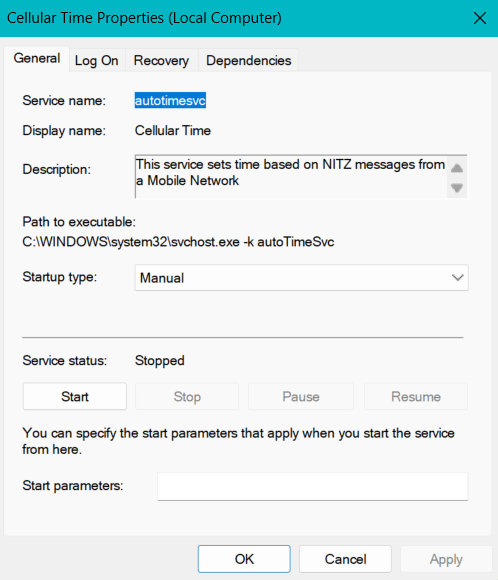 Cellular Time Properties (Local Computer)
General Log On Recovery Dependencies
Service name: autotimesvc
Display name: Cellular Time
Description: This service sets time based on NITZ messages from
a Mobile Network
Path to executable:
C:\WINDOWS\system32\svchost.exe -k autoTimeSvc
Startup type: Manual
Service status: Stopped
Start Stop Pause Resume
You can specify the start parameters that apply when you start the service
from here.
Start parameters:
OK Cancel Apply